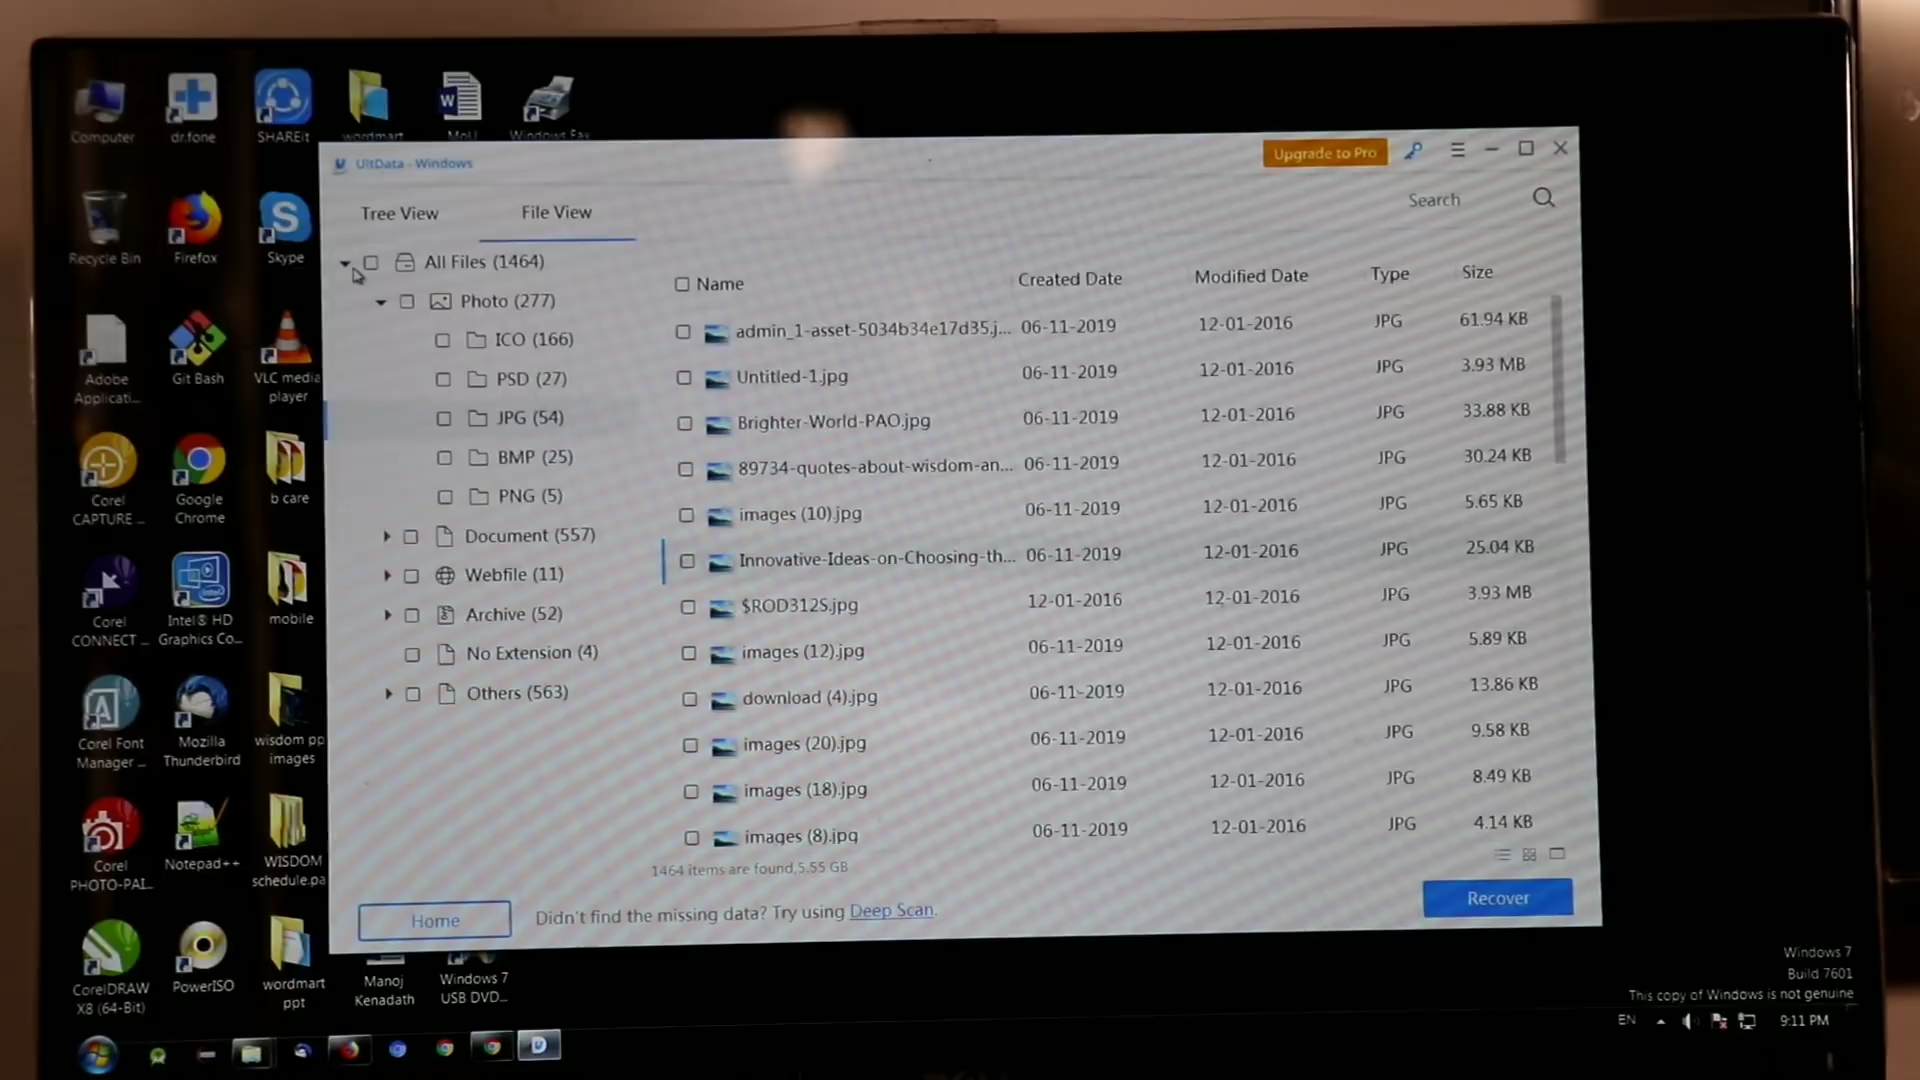 Computer
dr.fone
SHAREit
wordmart
MoU
Windows Fax
UltData - Windows
Upgrade to Pro
Recycle Bin
Firefox
Skype
Tree View
File View
Search
All Files (1464)
Photo (277)
ICO (166)
PSD (27)
JPG (54)
BMP (25)
PNG (5)
Document (557)
Webfile (11)
Archive (52)
No Extension (4)
Others (563)
Name Created Date Modified Date Type Size
admin_1-asset-5034b34e17d35.j... 06-11-2019 12-01-2016 JPG 61.94 KB
Untitled-1.jpg 06-11-2019 12-01-2016 JPG 3.93 MB
Brighter-World-PAO.jpg 06-11-2019 12-01-2016 JPG 33.88 KB
89734-quotes-about-wisdom-an... 06-11-2019 12-01-2016 JPG 30.24 KB
images (10).jpg 06-11-2019 12-01-2016 JPG 5.65 KB
Innovative-Ideas-on-Choosing-th... 06-11-2019 12-01-2016 JPG 25.04 KB
$ROD312S.jpg 12-01-2016 12-01-2016 JPG 3.93 MB
images (12).jpg 06-11-2019 12-01-2016 JPG 5.89 KB
download (4).jpg 06-11-2019 12-01-2016 JPG 13.86 KB
images (20).jpg 06-11-2019 12-01-2016 JPG 9.58 KB
images (18).jpg 06-11-2019 12-01-2016 JPG 8.49 KB
images (8).jpg 06-11-2019 12-01-2016 JPG 4.14 KB
1464 items are found,5.55 GB
Home
Didn't find the missing data? Try using Deep Scan.
Recover
Adobe
Applicati...
Git Bash
VLC media
player
Corel
CAPTURE ...
Google
Chrome
b care
Corel
CONNECT ...
Intel® HD
Graphics Co...
mobile
Corel Font
Manager ...
Mozilla
Thunderbird
wisdom pp
images
Corel
PHOTO-PAI...
Notepad++
WISDOM
schedule.pa
CorelDRAW
X8 (64-Bit)
PowerISO
wordmart
ppt
Manoj
Kenadath
Windows 7
USB DVD...
Windows 7
Build 7601
This copy of Windows is not genuine
EN
9:11 PM